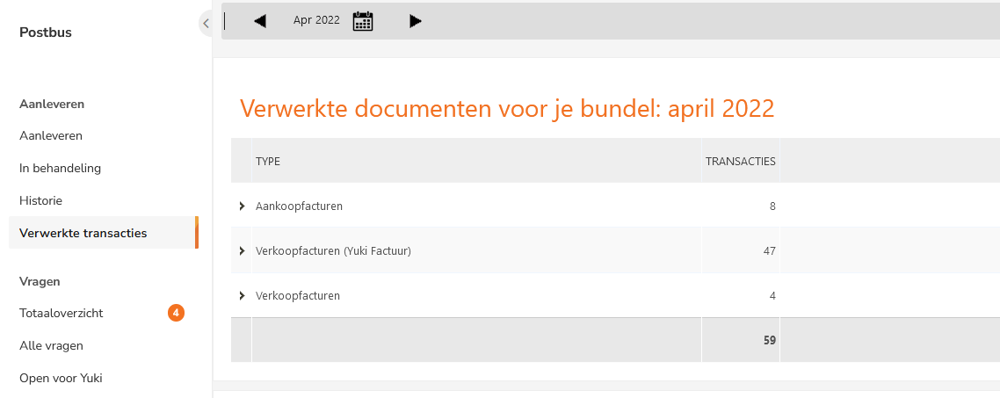 Postbus
Aanleveren
Aanleveren
In behandeling
Historie
Verwerkte transacties
Vragen
Totaaloverzicht 4
Alle vragen
Open voor Yuki
Apr 2022
Verwerkte documenten voor je bundel: april 2022
TYPE TRANSACTIES
Aankoopfacturen 8
Verkoopfacturen (Yuki Factuur) 47
Verkoopfacturen 4
59